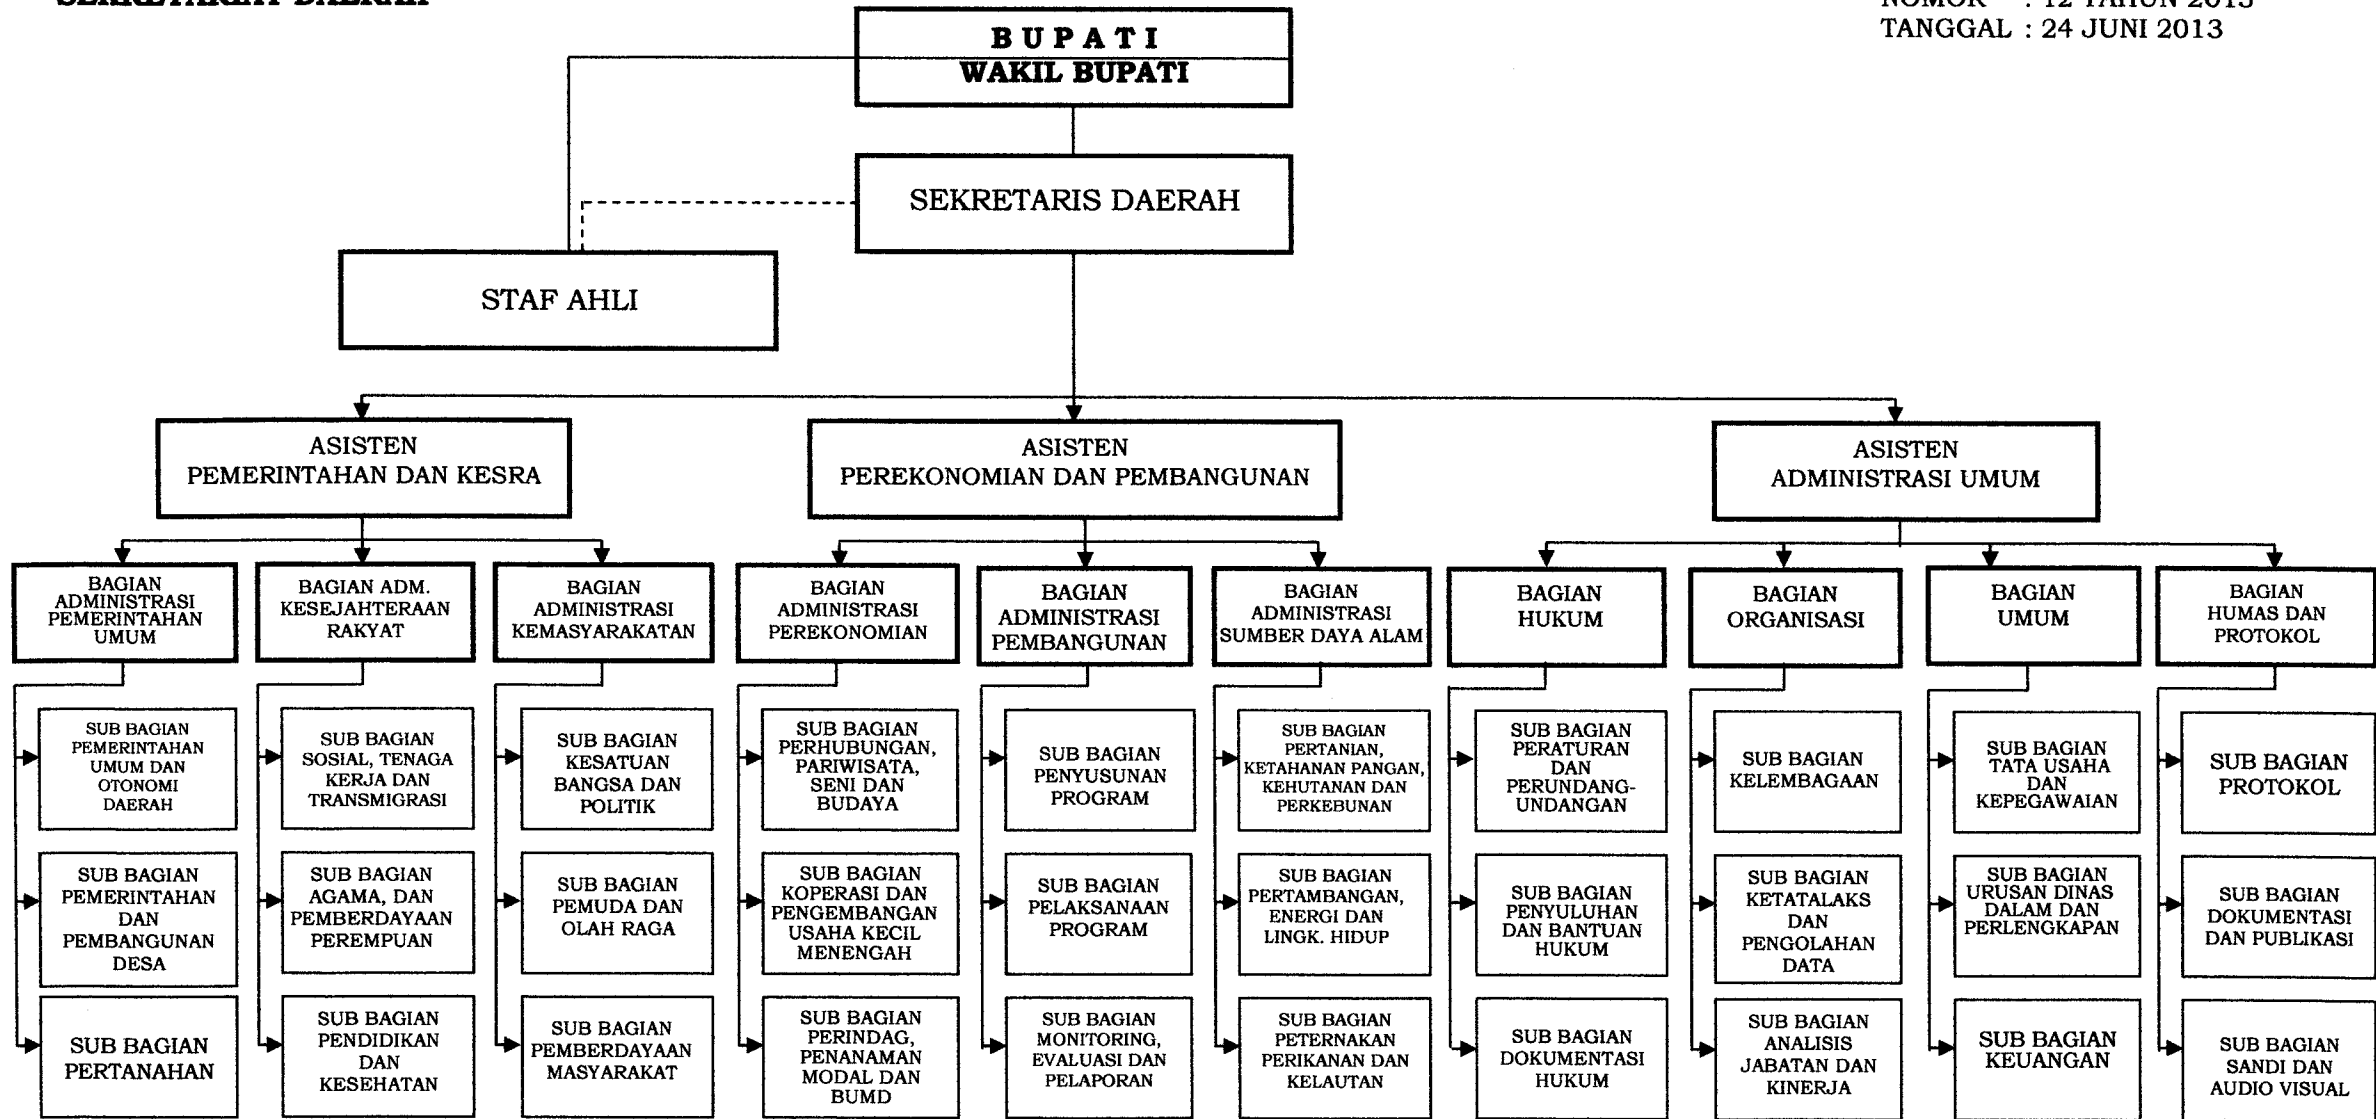 SEKRETARIAT DAERAH
NOMOR : 12 TAHUN 2013
TANGGAL : 24 JUNI 2013
B U P A T I
WAKIL BUPATI
SEKRETARIS DAERAH
STAF AHLI
ASISTEN
PEMERINTAHAN DAN KESRA
ASISTEN
PEREKONOMIAN DAN PEMBANGUNAN
ASISTEN
ADMINISTRASI UMUM
BAGIAN
ADMINISTRASI
PEMERINTAHAN
UMUM
BAGIAN ADM.
KESEJAHTERAAN
RAKYAT
BAGIAN
ADMINISTRASI
KEMASYARAKATAN
BAGIAN
ADMINISTRASI
PEREKONOMIAN
BAGIAN
ADMINISTRASI
PEMBANGUNAN
BAGIAN
ADMINISTRASI
SUMBER DAYA ALAM
BAGIAN
HUKUM
BAGIAN
ORGANISASI
BAGIAN
UMUM
BAGIAN
HUMAS DAN
PROTOKOL
SUB BAGIAN
PEMERINTAHAN
UMUM DAN
OTONOMI
DAERAH
SUB BAGIAN
SOSIAL, TENAGA
KERJA DAN
TRANSMIGRASI
SUB BAGIAN
KESATUAN
BANGSA DAN
POLITIK
SUB BAGIAN
PERHUBUNGAN,
PARIWISATA,
SENI DAN
BUDAYA
SUB BAGIAN
PENYUSUNAN
PROGRAM
SUB BAGIAN
PERTANIAN,
KETAHANAN PANGAN,
KEHUTANAN DAN
PERKEBUNAN
SUB BAGIAN
PERATURAN
DAN
PERUNDANG-
UNDANGAN
SUB BAGIAN
KELEMBAGAAN
SUB BAGIAN
TATA USAHA
DAN
KEPEGAWAIAN
SUB BAGIAN
PROTOKOL
SUB BAGIAN
PEMERINTAHAN
DAN
PEMBANGUNAN
DESA
SUB BAGIAN
AGAMA, DAN
PEMBERDAYAAN
PEREMPUAN
SUB BAGIAN
PEMUDA DAN
OLAH RAGA
SUB BAGIAN
KOPERASI DAN
PENGEMBANGAN
USAHA KECIL
MENENGAH
SUB BAGIAN
PELAKSANAAN
PROGRAM
SUB BAGIAN
PERTAMBANGAN,
ENERGI DAN
LINGK. HIDUP
SUB BAGIAN
PENYULUHAN
DAN BANTUAN
HUKUM
SUB BAGIAN
KETATALAKS
DAN
PENGOLAHAN
DATA
SUB BAGIAN
URUSAN DINAS
DALAM DAN
PERLENGKAPAN
SUB BAGIAN
DOKUMENTASI
DAN PUBLIKASI
SUB BAGIAN
PERTANAHAN
SUB BAGIAN
PENDIDIKAN
DAN
KESEHATAN
SUB BAGIAN
PEMBERDAYAAN
MASYARAKAT
SUB BAGIAN
PERINDAG,
PENANAMAN
MODAL DAN
BUMD
SUB BAGIAN
MONITORING,
EVALUASI DAN
PELAPORAN
SUB BAGIAN
PETERNAKAN
PERIKANAN DAN
KELAUTAN
SUB BAGIAN
DOKUMENTASI
HUKUM
SUB BAGIAN
ANALISIS
JABATAN DAN
KINERJA
SUB BAGIAN
KEUANGAN
SUB BAGIAN
SANDI DAN
AUDIO VISUAL